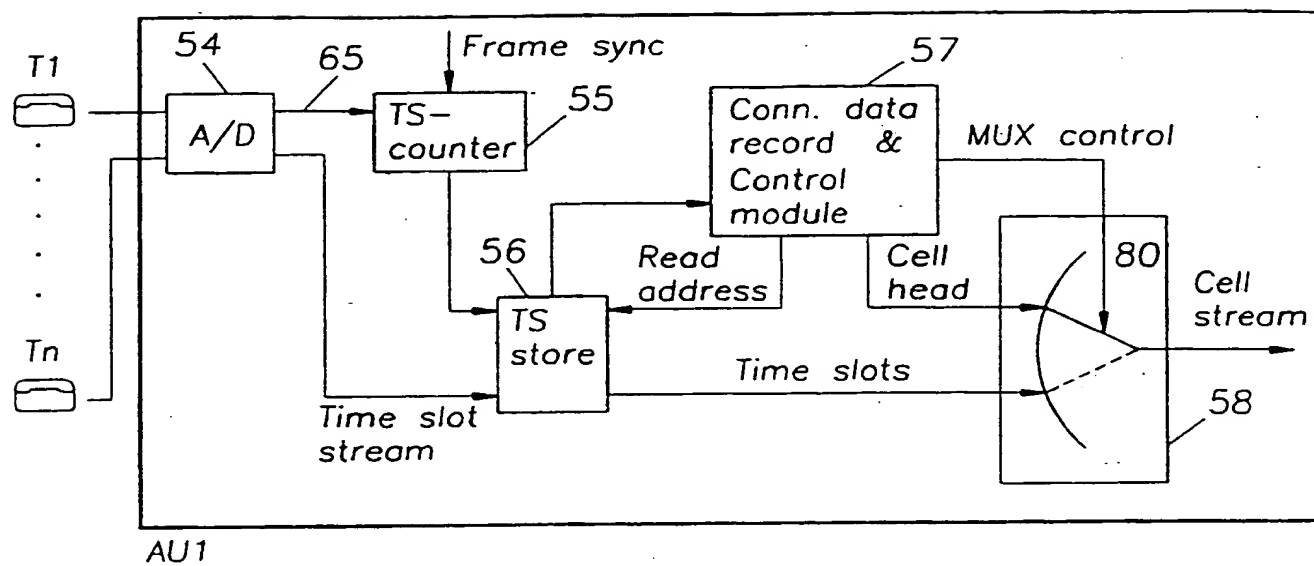 T1
54
65
Frame sync
57
A/D
TS-
counter
55
Conn. data
record &
Control
module
MUX control
56
Read
address
Cell
head
80
Cell
stream
Tn
TS
store
Time slots
Time slot
stream
58
AU1